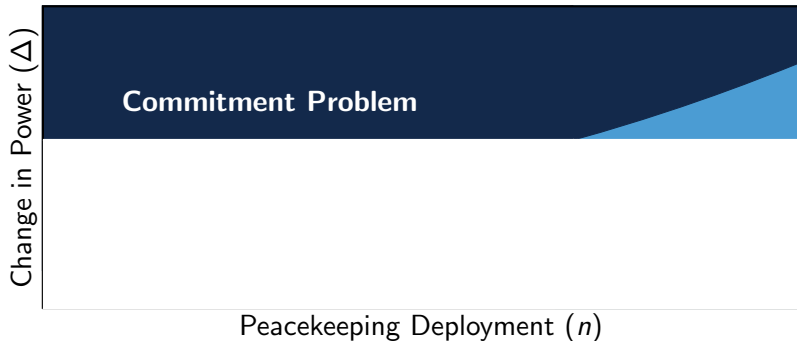 Change in Power (Δ)
Commitment Problem
Peacekeeping Deployment (n)